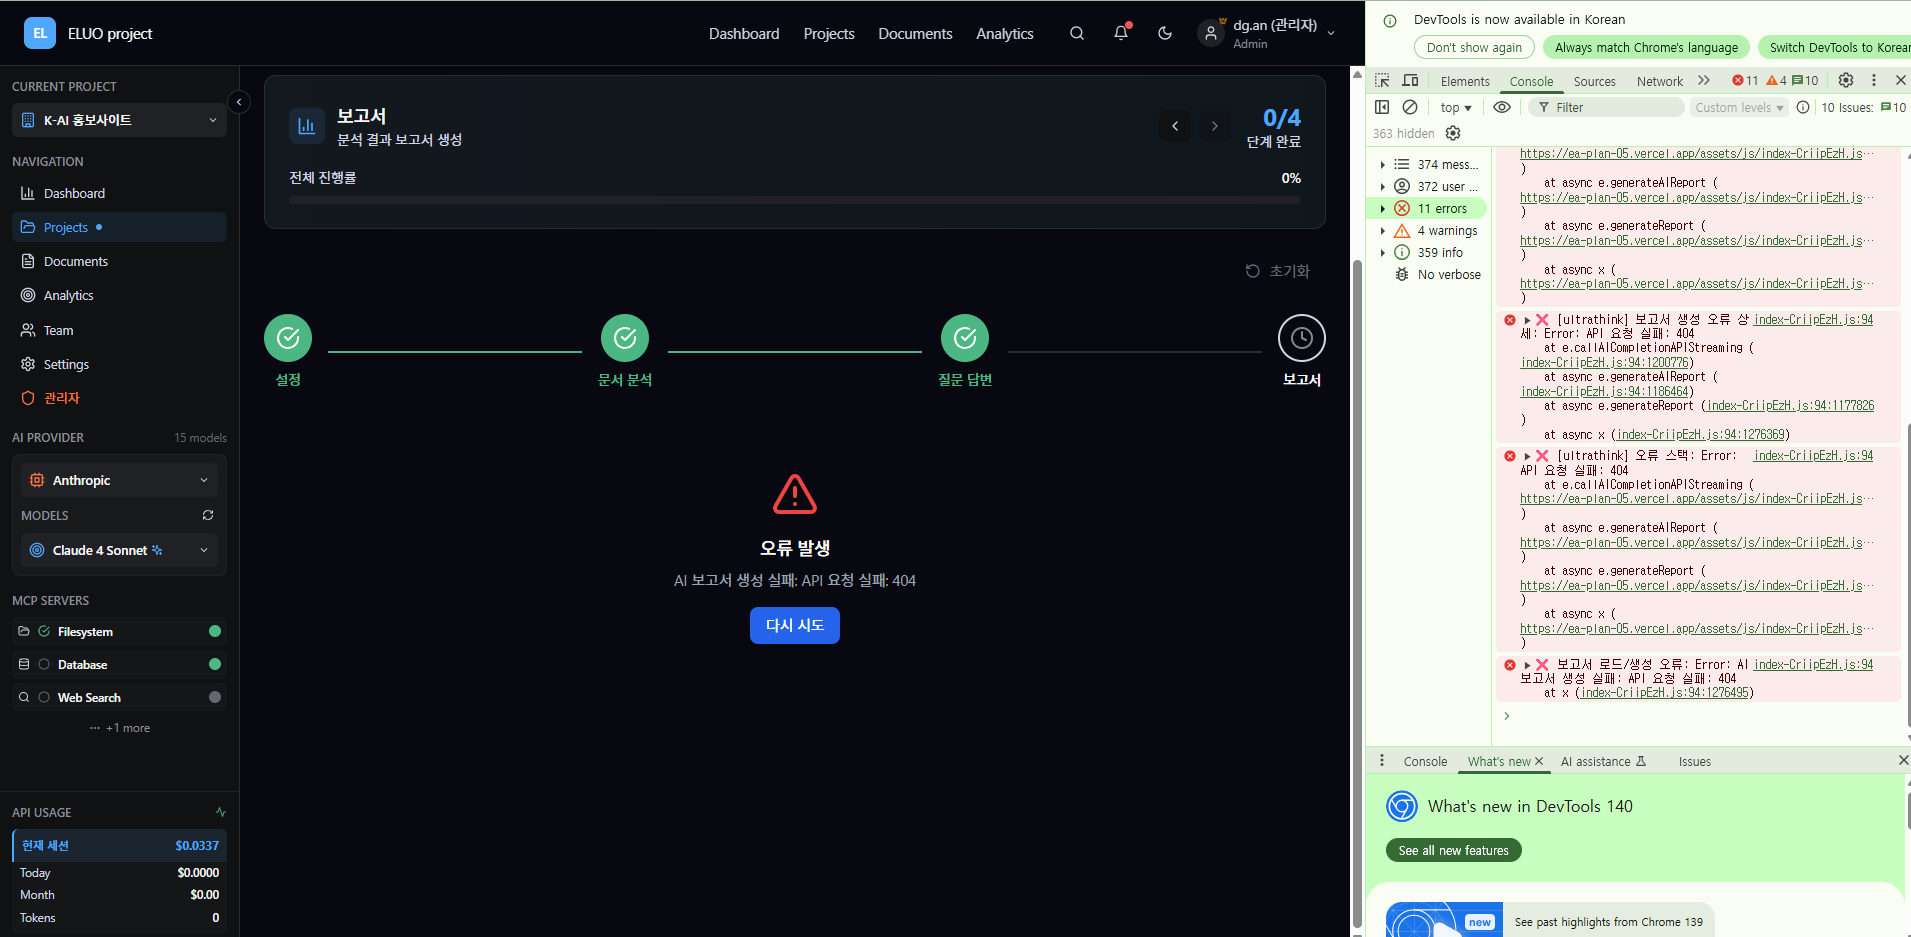 EL
ELUO project
Dashboard
Projects
Documents
Analytics
dg.an (관리자)
Admin
CURRENT PROJECT
K-AI 홍보사이트
NAVIGATION
Dashboard
Projects
Documents
Analytics
Team
Settings
관리자
AI PROVIDER
15 models
Anthropic
MODELS
Claude 4 Sonnet
MCP SERVERS
Filesystem
Database
Web Search
··· +1 more
API USAGE
현재 세션 $0.0337
Today $0.0000
Month $0.00
Tokens 0
보고서
분석 결과 보고서 생성
0/4
단계 완료
전체 진행률
0%
초기화
설정
문서 분석
질문 답변
보고서
오류 발생
AI 보고서 생성 실패: API 요청 실패: 404
다시 시도
DevTools is now available in Korean
Don't show again
Always match Chrome's language
Switch DevTools to Korean
Elements
Console
Sources
Network
11
4
10
top
Filter
Custom levels
10 Issues:
10
363 hidden
374 mess...
372 user ...
11 errors
4 warnings
359 info
No verbose
https://ea-plan-05.vercel.app/assets/js/index-CriipEzH.js···
)
at async e.generateAIReport (
https://ea-plan-05.vercel.app/assets/js/index-CriipEzH.js···
)
at async e.generateReport (
https://ea-plan-05.vercel.app/assets/js/index-CriipEzH.js···
)
at async x (
https://ea-plan-05.vercel.app/assets/js/index-CriipEzH.js···
)
[ultrathink] 보고서 생성 오류 상 index-CriipEzH.js:94
세: Error: API 요청 실패: 404
at e.callAICompletionAPIStreaming (
index-CriipEzH.js:94:1200776)
at async e.generateAIReport (
index-CriipEzH.js:94:1186464)
at async e.generateReport (index-CriipEzH.js:94:1177826
)
at async x (index-CriipEzH.js:94:1276369)
[ultrathink] 오류 스택: Error: index-CriipEzH.js:94
API 요청 실패: 404
at e.callAICompletionAPIStreaming (
https://ea-plan-05.vercel.app/assets/js/index-CriipEzH.js···
)
at async e.generateAIReport (
https://ea-plan-05.vercel.app/assets/js/index-CriipEzH.js···
)
at async e.generateReport (
https://ea-plan-05.vercel.app/assets/js/index-CriipEzH.js···
)
at async x (
https://ea-plan-05.vercel.app/assets/js/index-CriipEzH.js···
)
보고서 로드/생성 오류: Error: AI index-CriipEzH.js:94
보고서 생성 실패: API 요청 실패: 404
at x (index-CriipEzH.js:94:1276495)
Console
What's new
AI assistance
Issues
What's new in DevTools 140
See all new features
new
See past highlights from Chrome 139